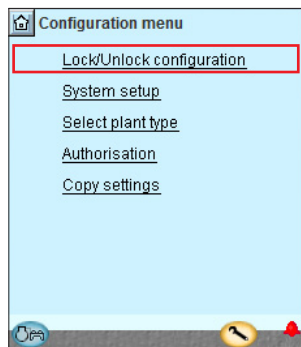 Configuration menu
Lock/Unlock configuration
System setup
Select plant type
Authorisation
Copy settings